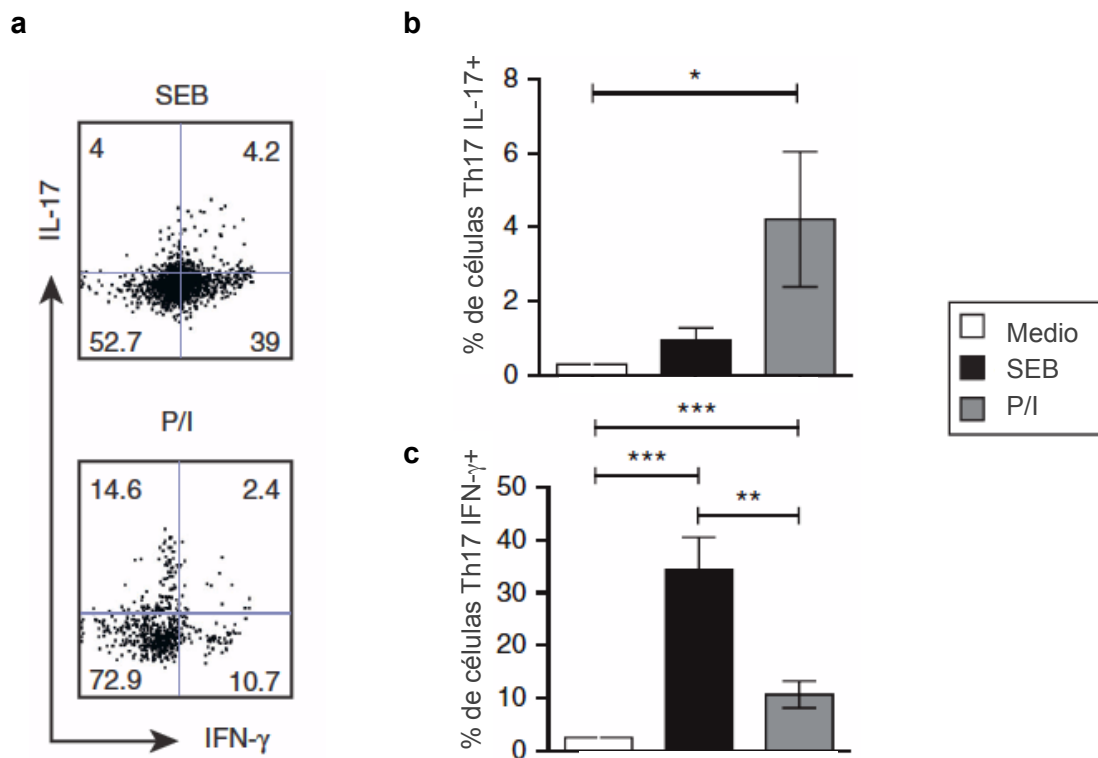 a
SEB
4
4.2
52.7
39
IL-17
P/I
14.6
2.4
72.9
10.7
IFN-γ
b
% de células Th17 IL-17+
8
6
4
2
0
*
c
% de células Th17 IFN-γ+
50
40
30
20
10
0
***
***
**
Medio
SEB
P/I